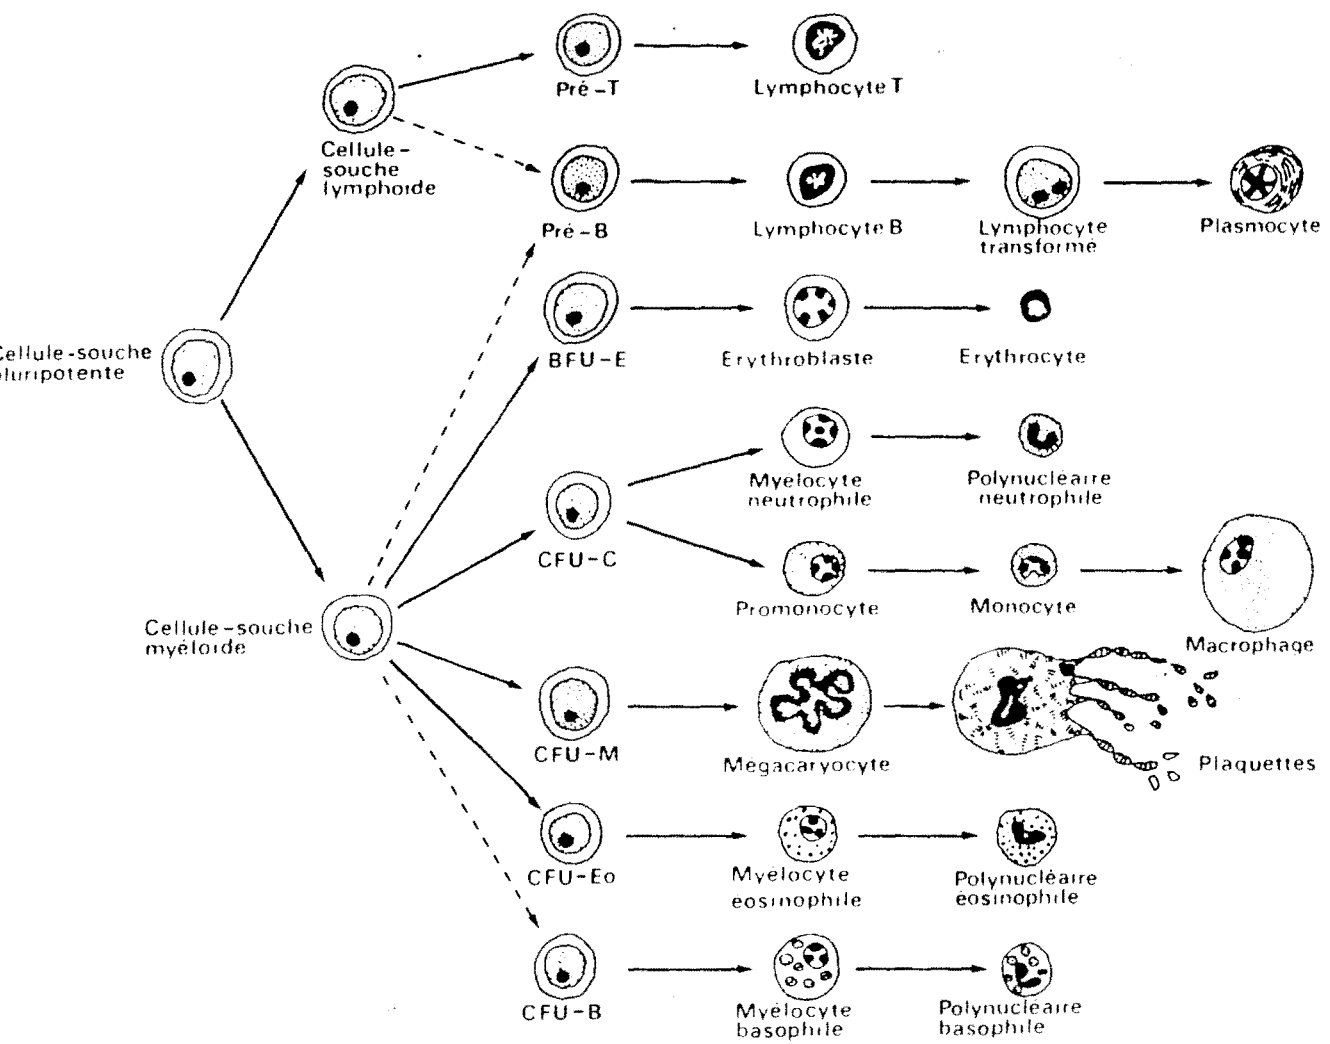 Pré-T
Lymphocyte T
Cellule-
souche
lymphoïde
Pré-B
Lymphocyte B
Lymphocyte
transformé
Plasmocyte
BFU-E
Erythroblaste
Erythrocyte
Cellule-souche
pluripotente
Myélocyte
neutrophile
Polynucléaire
neutrophile
CFU-C
Promonocyte
Monocyte
Macrophage
Cellule-souche
myéloïde
CFU-M
Mégacaryocyte
Plaquettes
CFU-Eo
Myélocyte
éosinophile
Polynucléaire
éosinophile
CFU-B
Myélocyte
basophile
Polynucléaire
basophile